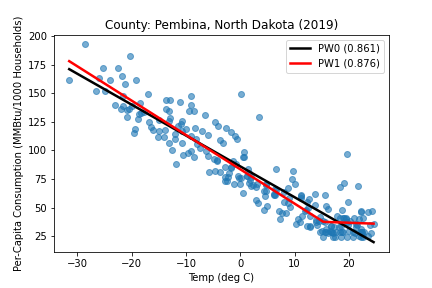 County: Pembina, North Dakota (2019)
Per-Capita Consumption (MMBtu/1000 Households)
200
175
150
125
100
75
50
25
PW0 (0.861)
PW1 (0.876)
−30 −20 −10 0 10 20
Temp (deg C)